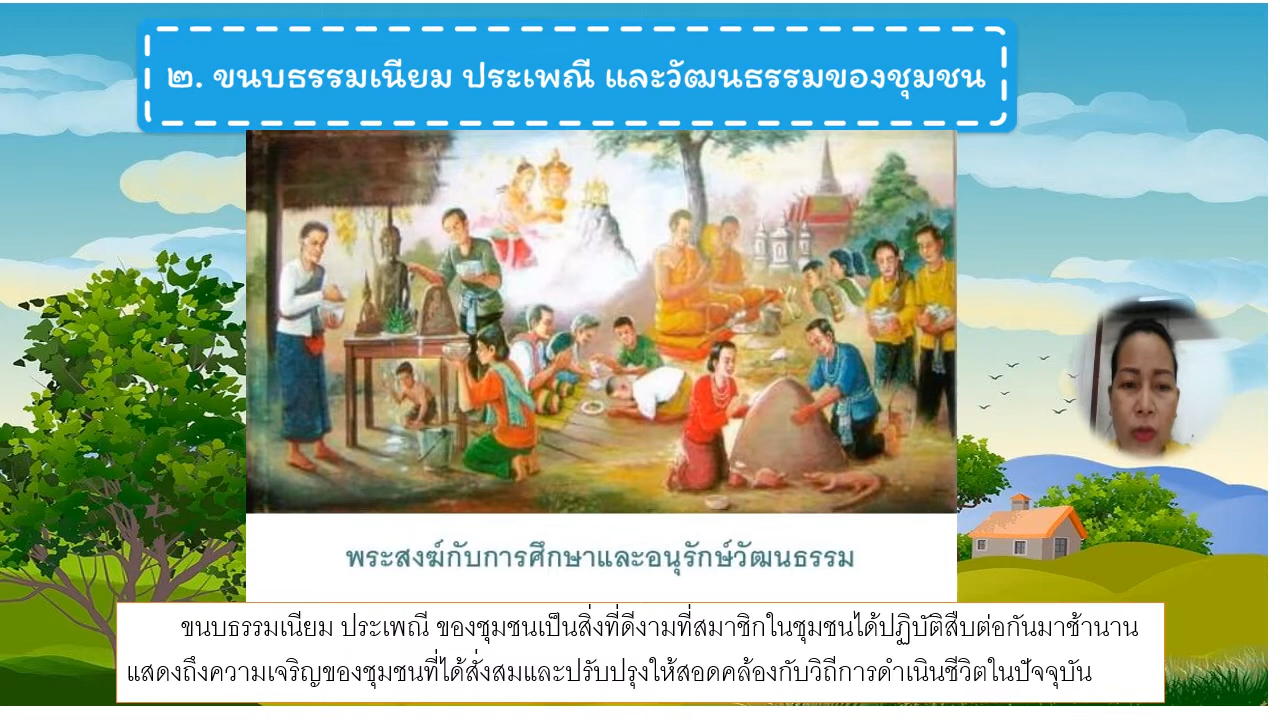 ๒. ขนบธรรมเนียม ประเพณี และวัฒนธรรมของชุมชน
พระสงฆ์กับการศึกษาและอนุรักษ์วัฒนธรรม
ขนบธรรมเนียม ประเพณี ของชุมชนเป็นสิ่งที่ดีงามที่สมาชิกในชุมชนได้ปฏิบัติสืบต่อกันมาช้านาน
แสดงถึงความเจริญของชุมชนที่ได้สั่งสมและปรับปรุงให้สอดคล้องกับวิถีการดำเนินชีวิตในปัจจุบัน